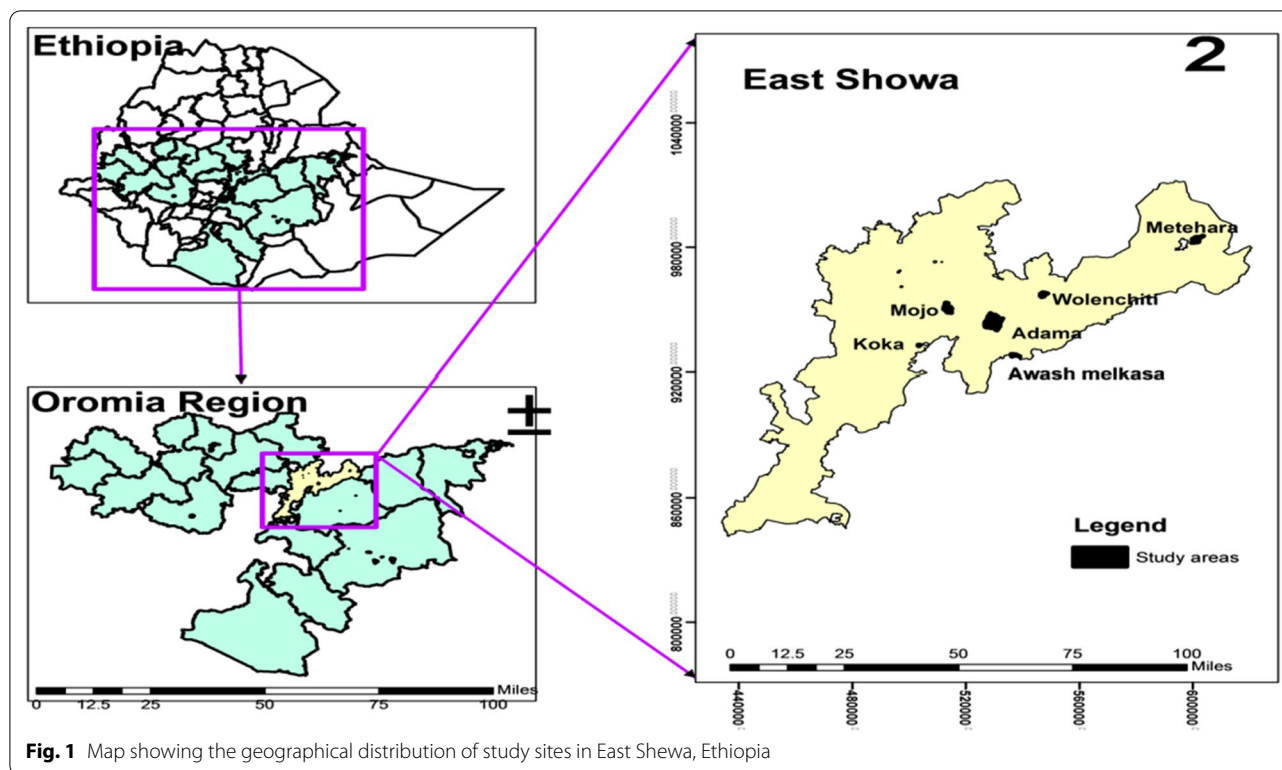 Ethiopia
Oromia Region
0 12.5 25 50 75 100
Miles
2
East Showa
Metehara
Wolenchiti
Mojo
Adama
Koka
Awash melkasa
Legend
Study areas
0 12.5 25 50 75 100
Miles
1040000
980000
920000
860000
800000
440000
480000
520000
560000
600000
Fig. 1 Map showing the geographical distribution of study sites in East Shewa, Ethiopia